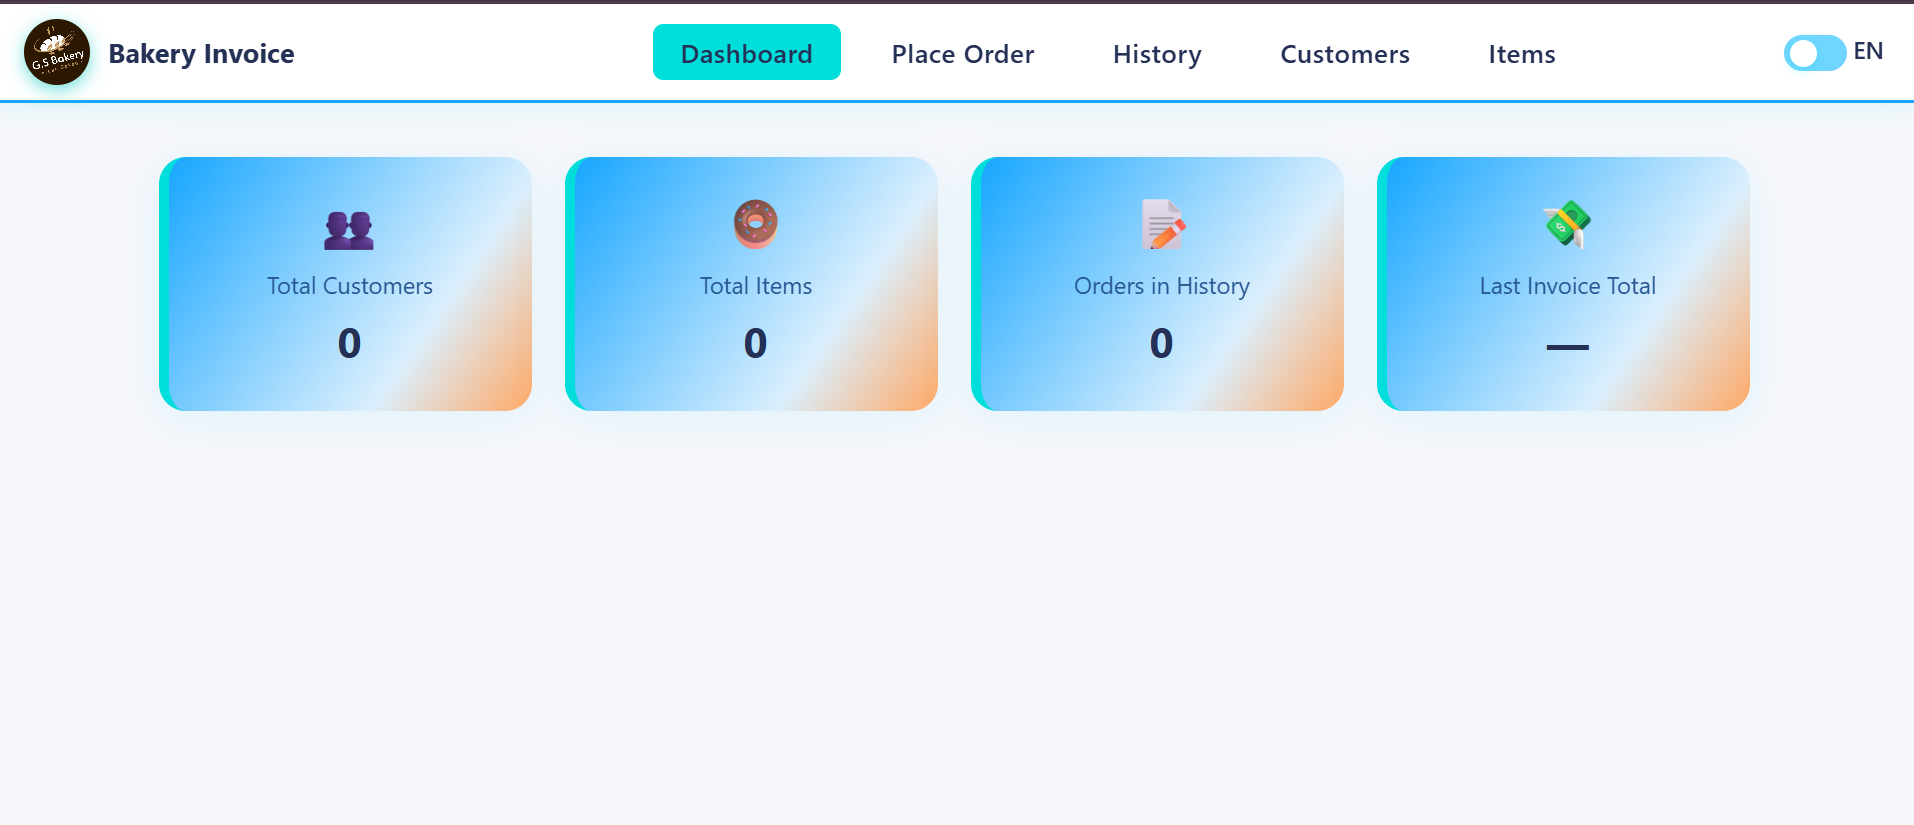 G.S Bakery
Bakery Invoice
Dashboard
Place Order
History
Customers
Items
EN
Total Customers
0
Total Items
0
Orders in History
0
Last Invoice Total
—